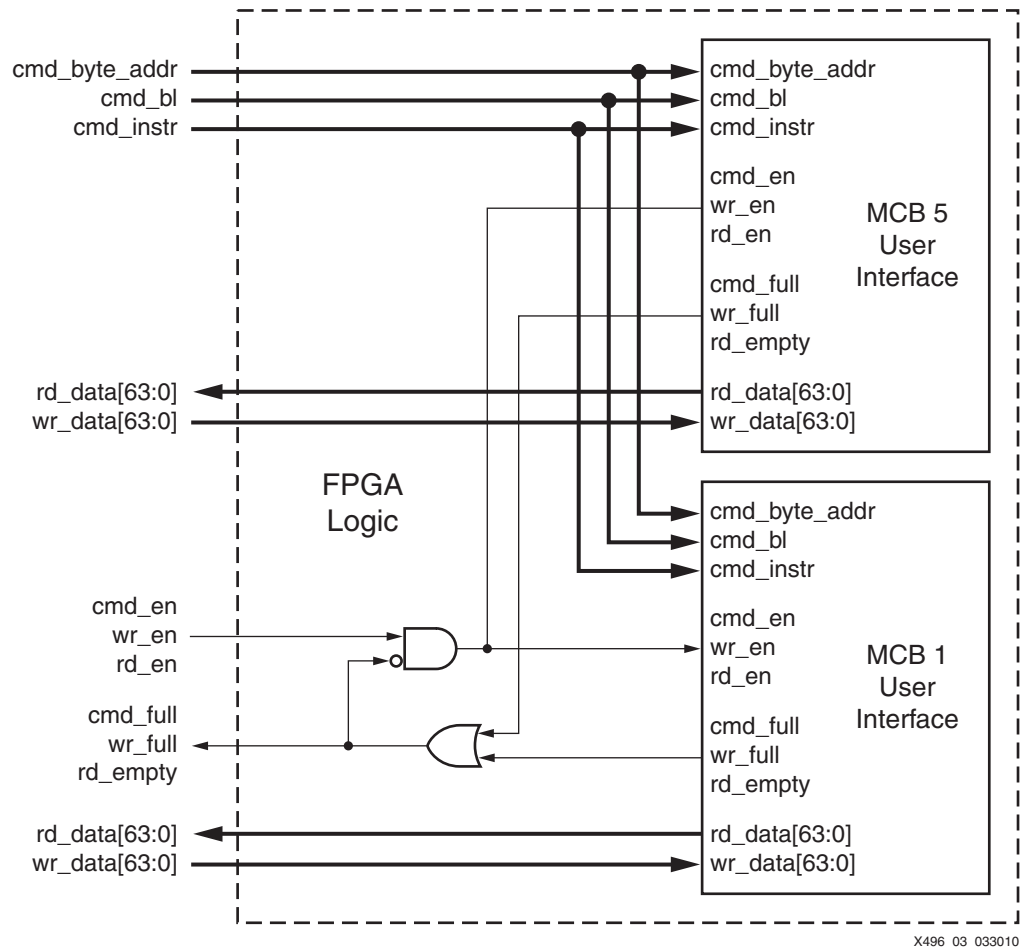 cmd_byte_addr
cmd_bl
cmd_instr
cmd_byte_addr
cmd_bl
cmd_instr
cmd_en
wr_en
rd_en
MCB 5
User
Interface
cmd_full
wr_full
rd_empty
rd_data[63:0]
wr_data[63:0]
rd_data[63:0]
wr_data[63:0]
FPGA
Logic
cmd_byte_addr
cmd_bl
cmd_instr
cmd_en
wr_en
rd_en
cmd_en
wr_en
rd_en
MCB 1
User
Interface
cmd_full
wr_full
rd_empty
cmd_full
wr_full
rd_empty
rd_data[63:0]
wr_data[63:0]
rd_data[63:0]
wr_data[63:0]
X496_03_033010